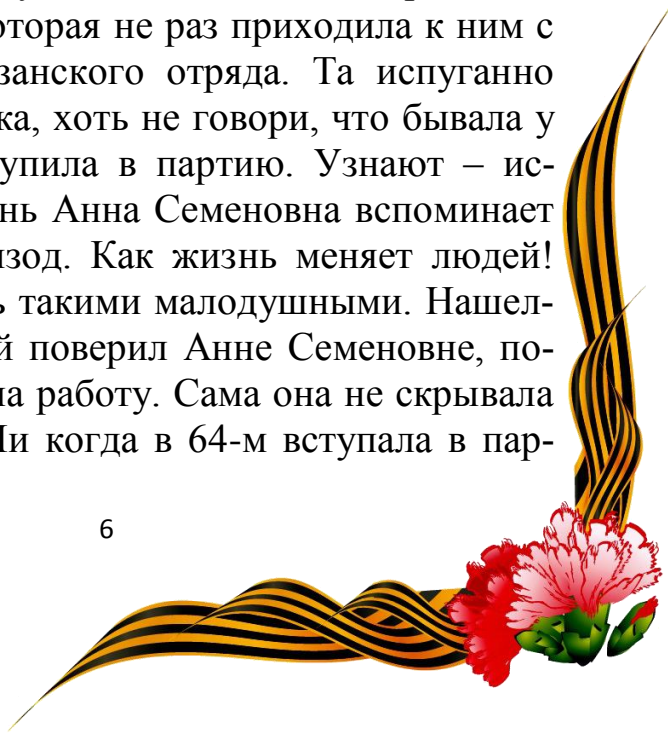 оторая не раз приходила к ним с
занского отряда. Та испуганно
ка, хоть не говори, что бывала у
упила в партию. Узнают – ис-
нь Анна Семеновна вспоминает
изод. Как жизнь меняет людей!
ь такими малодушными. Нашел-
й поверил Анне Семеновне, по-
на работу. Сама она не скрывала
Ни когда в 64-м вступала в пар-
6